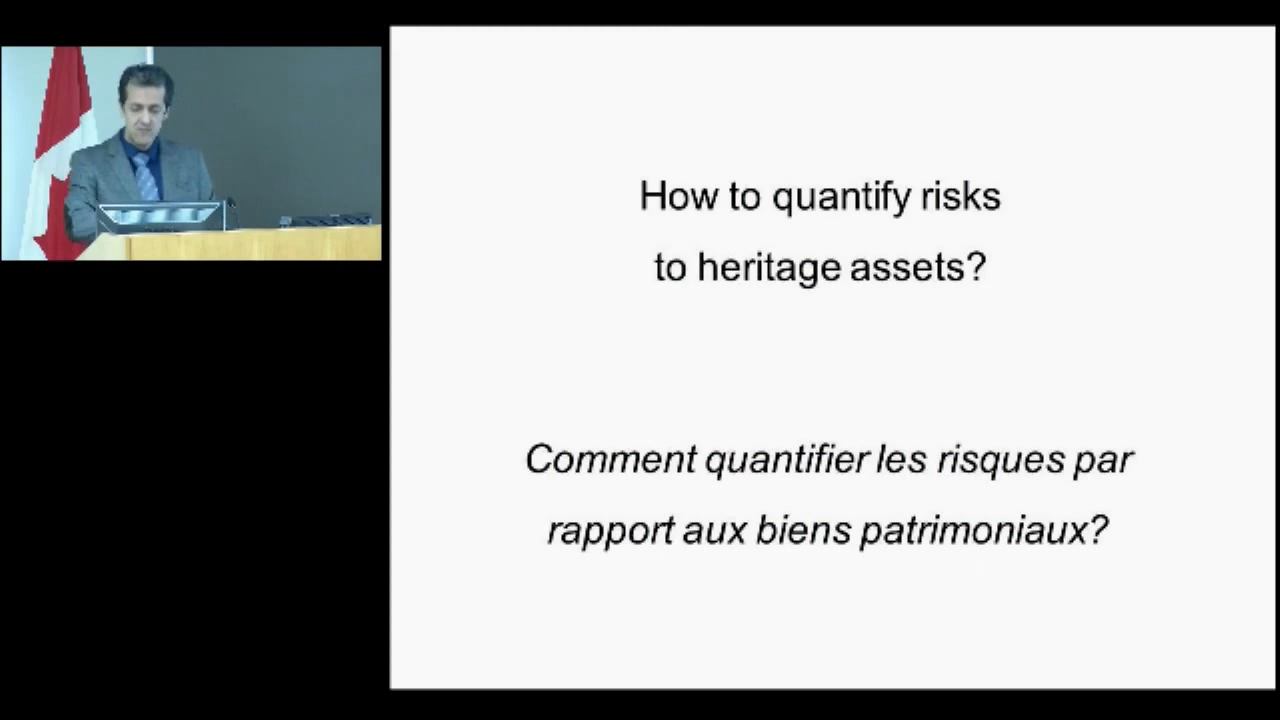 How to quantify risks
to heritage assets?
Comment quantifier les risques par
rapport aux biens patrimoniaux?